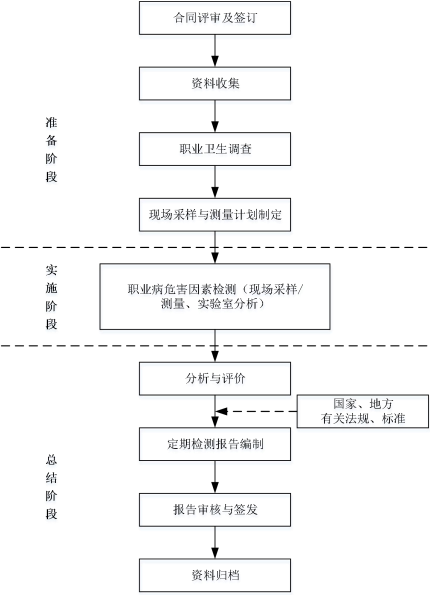 合同评审及签订
资料收集
准
备
阶
段
职业卫生调查
现场采样与测量计划制定
实
施
阶
段
职业病危害因素检测（现场采样/
测量、实验室分析）
分析与评价
国家、地方
有关法规、标准
定期检测报告编制
总
结
阶
段
报告审核与签发
资料归档